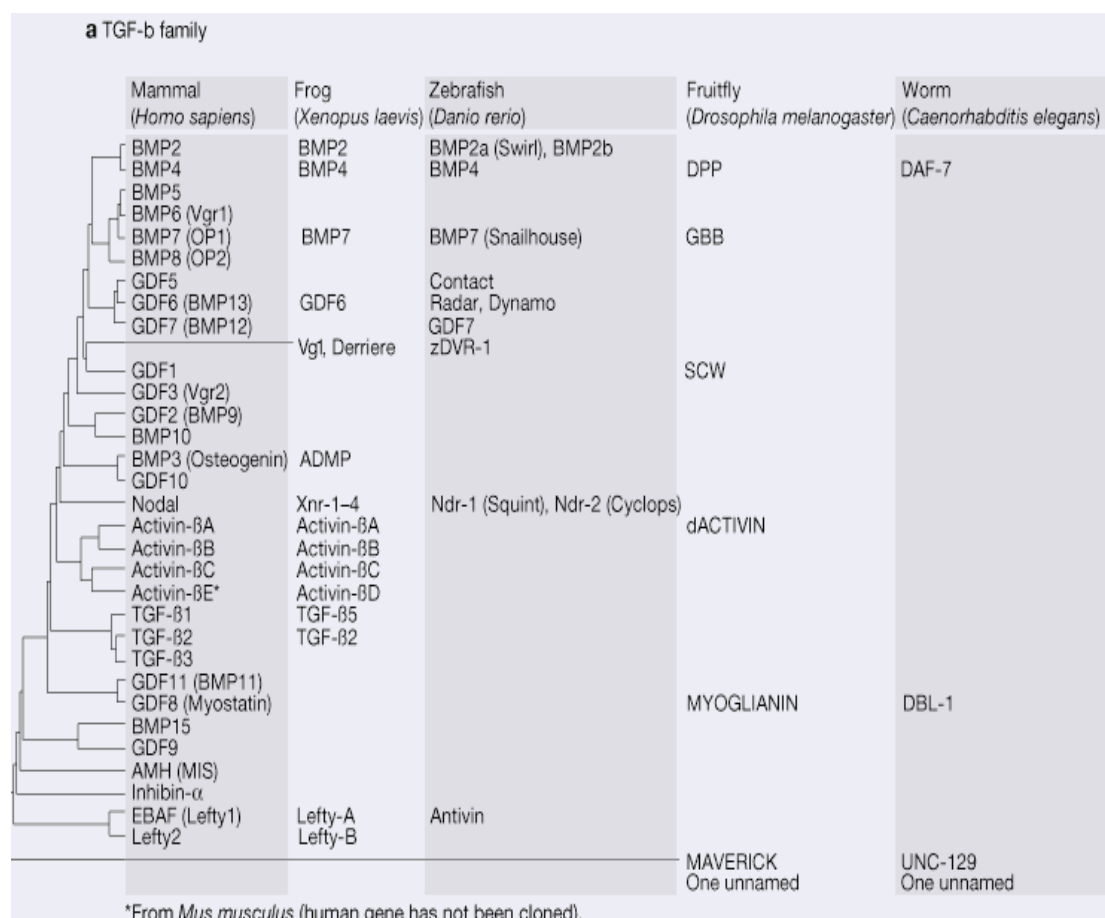 a TGF-b family
Mammal Frog Zebrafish Fruitfly Worm
(Homo sapiens) (Xenopus laevis) (Danio rerio) (Drosophila melanogaster) (Caenorhabditis elegans)
BMP2 BMP2 BMP2a (Swirl), BMP2b
BMP4 BMP4 BMP4 DPP DAF-7
BMP5
BMP6 (Vgr1)
BMP7 (OP1) BMP7 BMP7 (Snailhouse) GBB
BMP8 (OP2)
GDF5 Contact
GDF6 (BMP13) GDF6 Radar, Dynamo
GDF7 (BMP12) GDF7
Vg1, Derriere zDVR-1
GDF1 SCW
GDF3 (Vgr2)
GDF2 (BMP9)
BMP10
BMP3 (Osteogenin) ADMP
GDF10
Nodal Xnr-1–4 Ndr-1 (Squint), Ndr-2 (Cyclops)
Activin-ßA Activin-ßA dACTIVIN
Activin-ßB Activin-ßB
Activin-ßC Activin-ßC
Activin-ßE* Activin-ßD
TGF-ß1 TGF-ß5
TGF-ß2 TGF-ß2
TGF-ß3
GDF11 (BMP11)
GDF8 (Myostatin) MYOGLIANIN DBL-1
BMP15
GDF9
AMH (MIS)
Inhibin-α
EBAF (Lefty1) Lefty-A Antivin
Lefty2 Lefty-B
MAVERICK UNC-129
One unnamed One unnamed
*From Mus musculus (human gene has not been cloned).